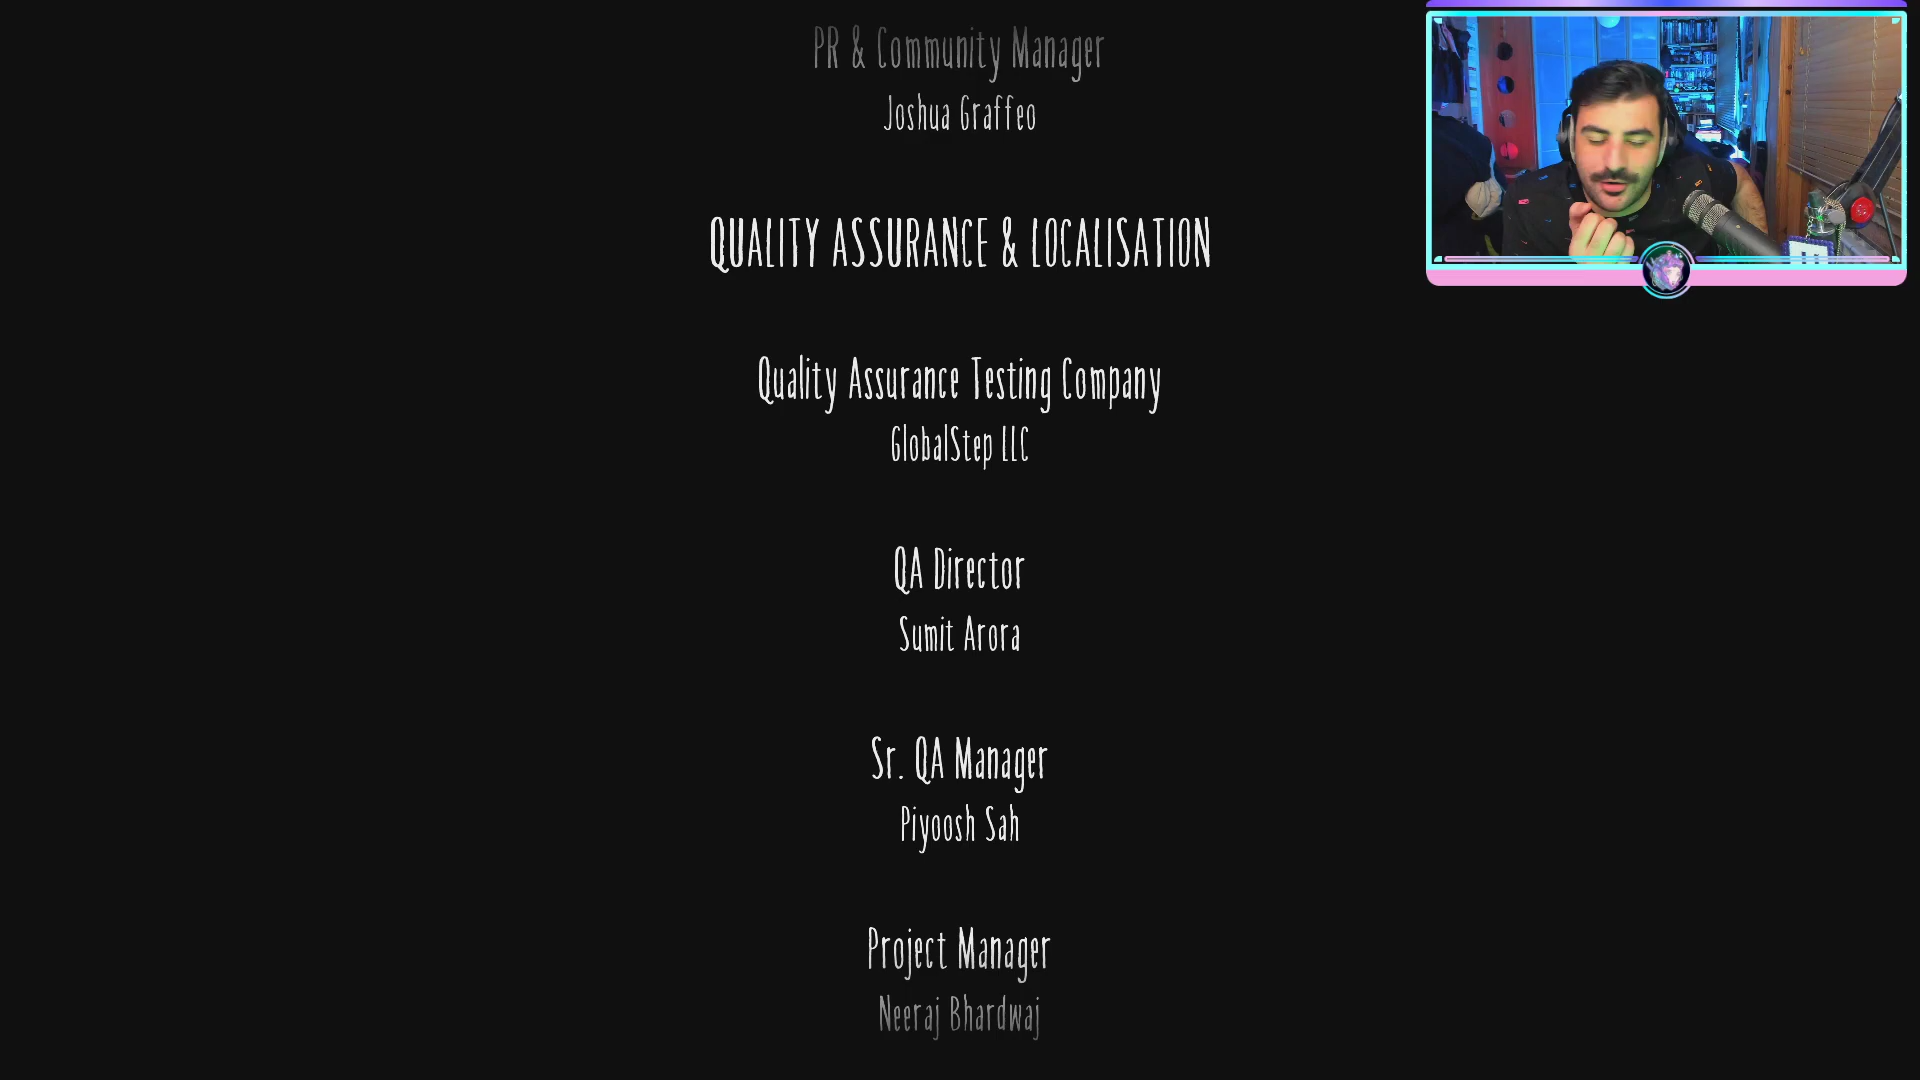 PR & Community Manager
Joshua Graffeo
QUALITY ASSURANCE & LOCALISATION
Quality Assurance Testing Company
GlobalStep LLC
QA Director
Sumit Arora
Sr. QA Manager
Piyoosh Sah
Project Manager
Neeraj Bhardwaj